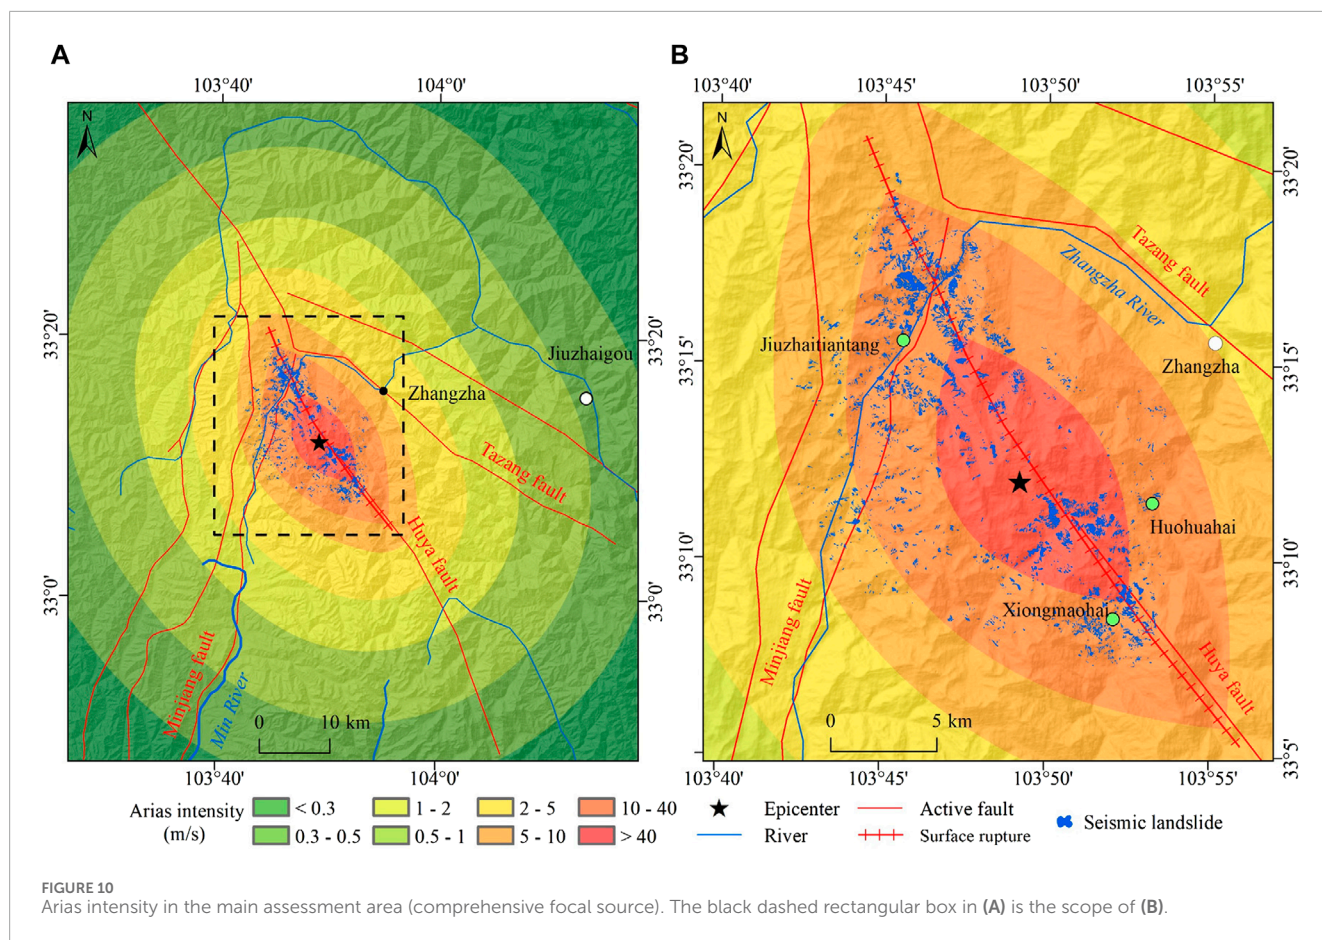 A
B
103°40'
104°0'
103°40'
103°45'
103°50'
103°55'
N
N
33°20'
33°20'
33°20'
33°20'
Jiuzhaigou
Zhangzha
Tazang fault
Huya fault
33°0'
33°0'
Minjiang fault
Min River
0 10 km
103°40'
104°0'
Tazang fault
Zhangzha River
Jiuzhaitiantang
33°15'
33°15'
Zhangzha
Huohuahai
33°10'
33°10'
Xiongmaohai
Minjiang fault
Huya fault
0 5 km
33°5'
103°40'
103°45'
103°50'
103°55'
Arias intensity
(m/s)
< 0.3
1 - 2
2 - 5
10 - 40
0.3 - 0.5
0.5 - 1
5 - 10
> 40
Epicenter
Active fault
Seismic landslide
River
Surface rupture
FIGURE 10
Arias intensity in the main assessment area (comprehensive focal source). The black dashed rectangular box in (A) is the scope of (B).